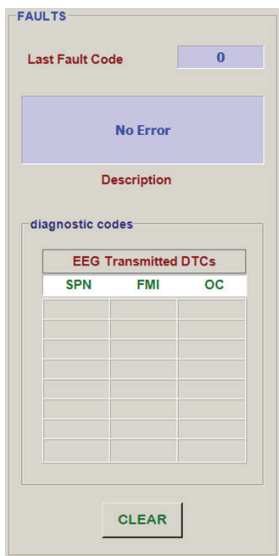 FAULTS
Last Fault Code 0
No Error
Description
diagnostic codes
EEG Transmitted DTCs
SPN FMI OC
CLEAR